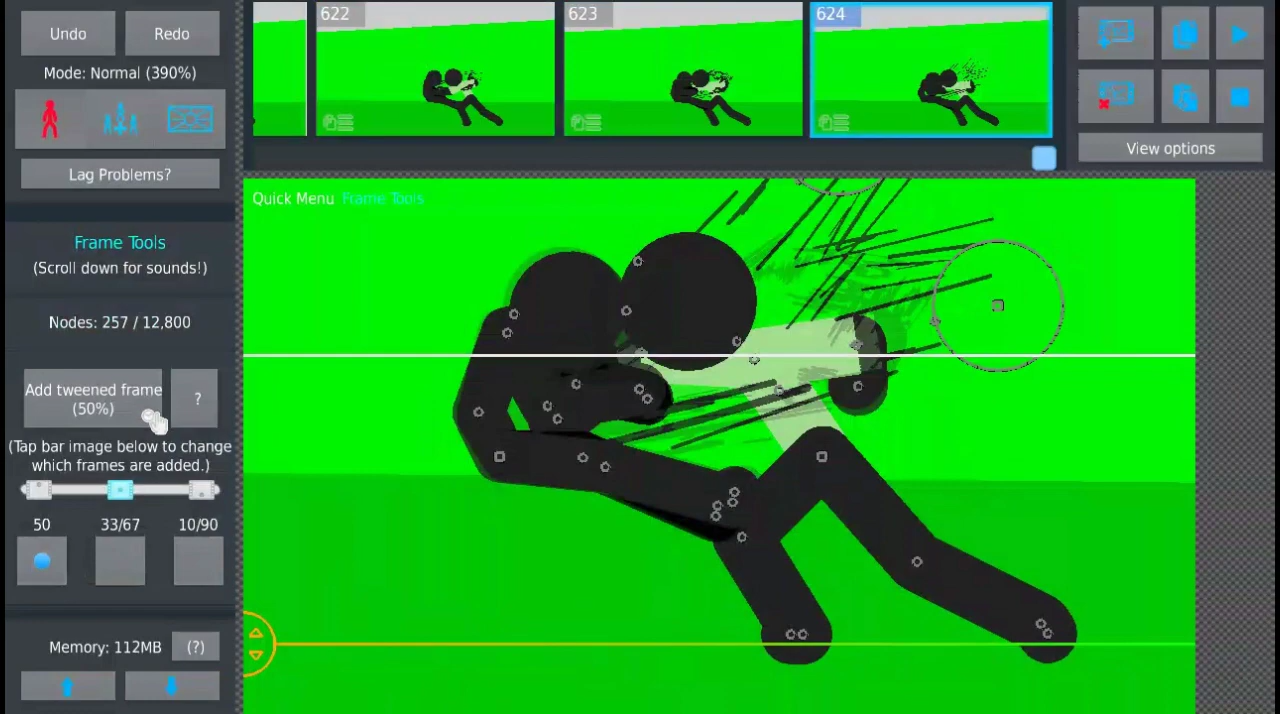 Undo
Redo
Mode: Normal (390%)
Lag Problems?
622
623
624
View options
Quick Menu Frame Tools
Frame Tools
(Scroll down for sounds!)
Nodes: 257 / 12,800
Add tweened frame
(50%)
?
(Tap bar image below to change
which frames are added.)
50
33/67
10/90
Memory: 112MB
(?)